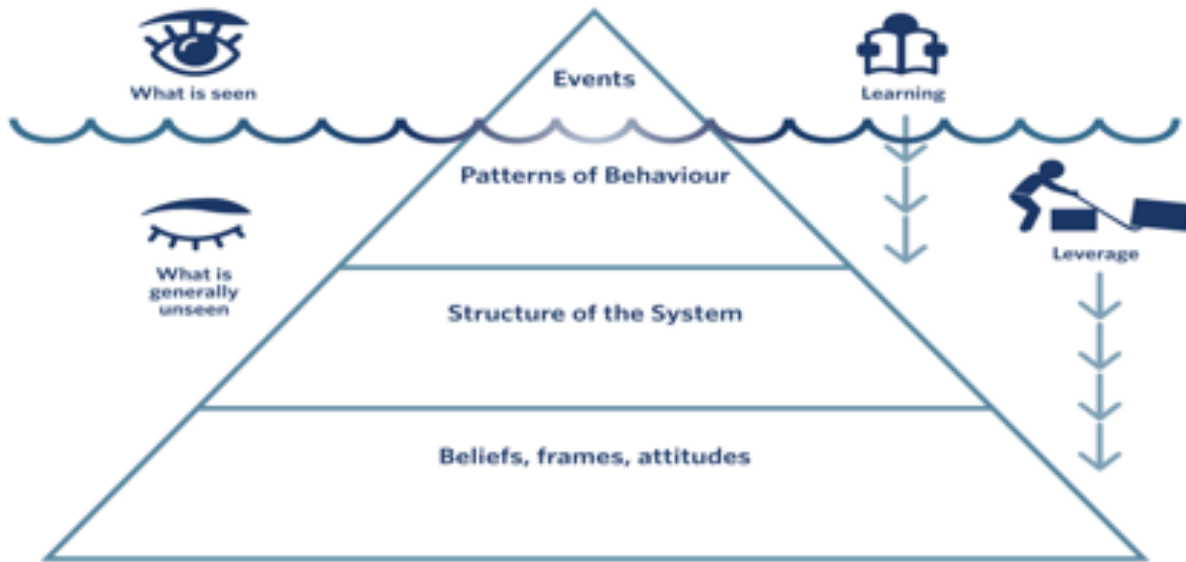 Events
What is seen
Learning
Patterns of Behaviour
Leverage
What is
generally
unseen
Structure of the System
Beliefs, frames, attitudes